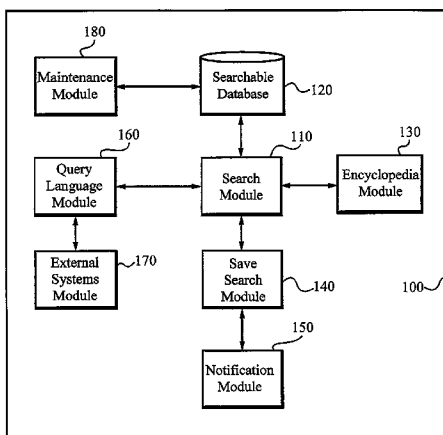 180
Maintenance
Module
Searchable
Database
120
160
110
130
Query
Language
Module
Search
Module
Encyclopedia
Module
External
Systems
Module
170
Save
Search
Module
140
100
150
Notification
Module